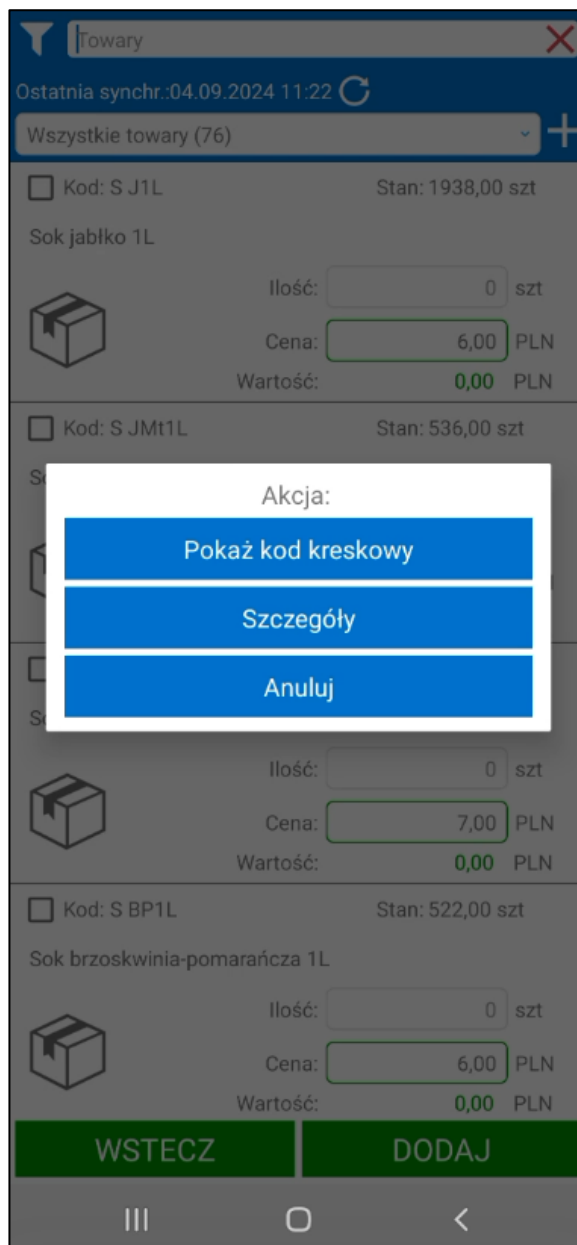 Towary
Ostatnia synchr.:04.09.2024 11:22
Wszystkie towary (76)
Kod: S J1L Stan: 1938,00 szt
Sok jabłko 1L
Ilość: 0 szt
Cena: 6,00 PLN
Wartość: 0,00 PLN
Kod: S JMt1L Stan: 536,00 szt
Akcja:
Pokaż kod kreskowy
Szczegóły
Anuluj
Ilość: 0 szt
Cena: 7,00 PLN
Wartość: 0,00 PLN
Kod: S BP1L Stan: 522,00 szt
Sok brzoskwinia-pomarańcza 1L
Ilość: 0 szt
Cena: 6,00 PLN
Wartość: 0,00 PLN
WSTECZ DODAJ